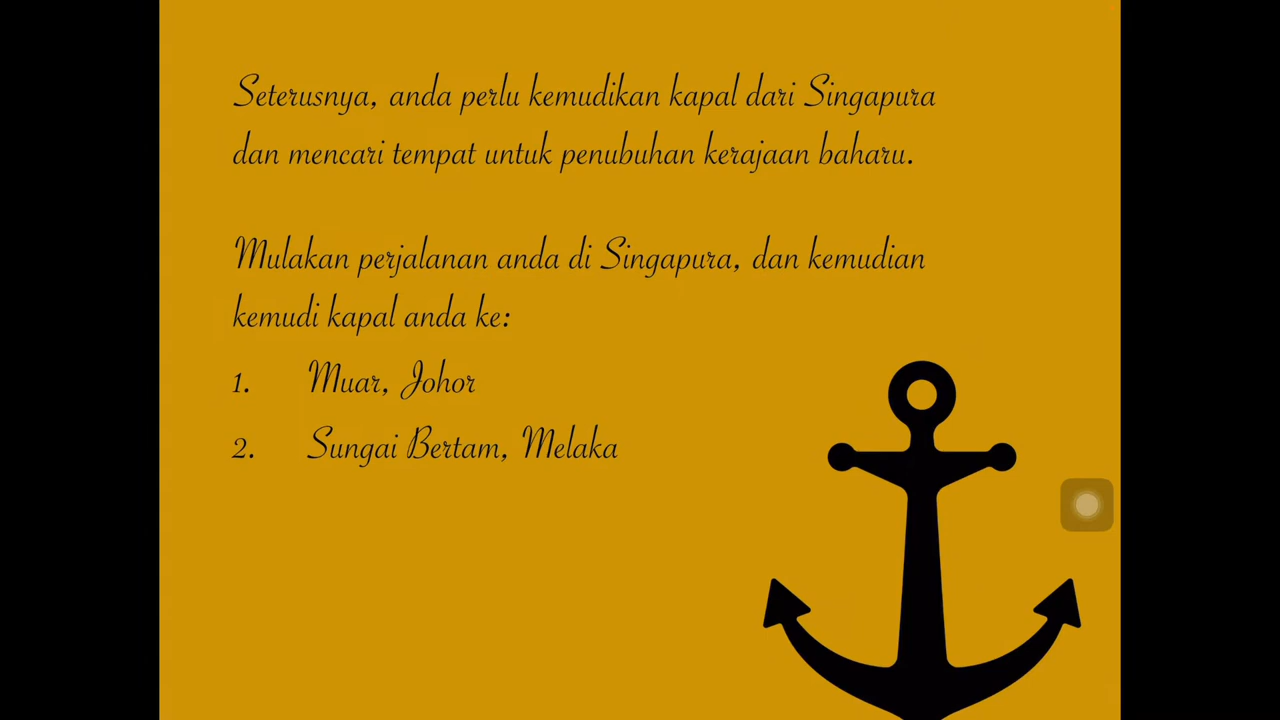 Seterusnya, anda perlu kemudikan kapal dari Singapura
dan mencari tempat untuk penubuhan kerajaan baharu.
Mulakan perjalanan anda di Singapura, dan kemudian
kemudi kapal anda ke:
1. Muar, Johor
2. Sungai Bertam, Melaka